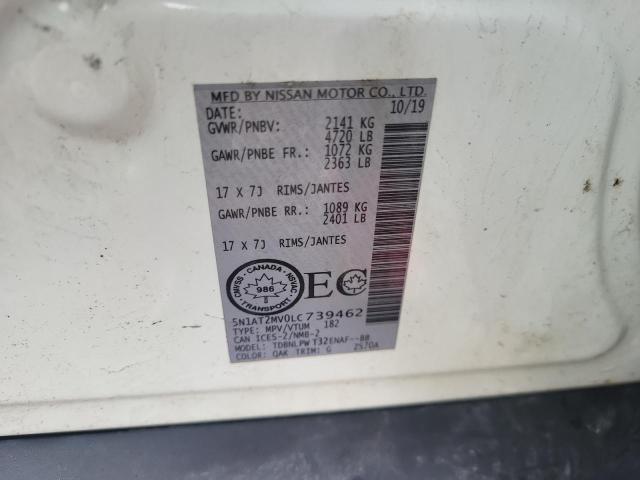 MFD BY NISSAN MOTOR CO., LTD.
DATE: 10/19
GVWR/PNBV: 2141 KG
4720 LB
GAWR/PNBE FR.: 1072 KG
2363 LB
17 X 7J RIMS/JANTES
GAWR/PNBE RR.: 1089 KG
2401 LB
17 X 7J RIMS/JANTES
CANADA
CMVSS NSVAC
986
EC
5N1AT2MV0LC739462
TYPE: MPV/VTUM 182
CAN ICES-2/NMB-2
MODEL: TDBNLPW T32ENAF--BB
COLOR: QAK TRIM: G 2570A